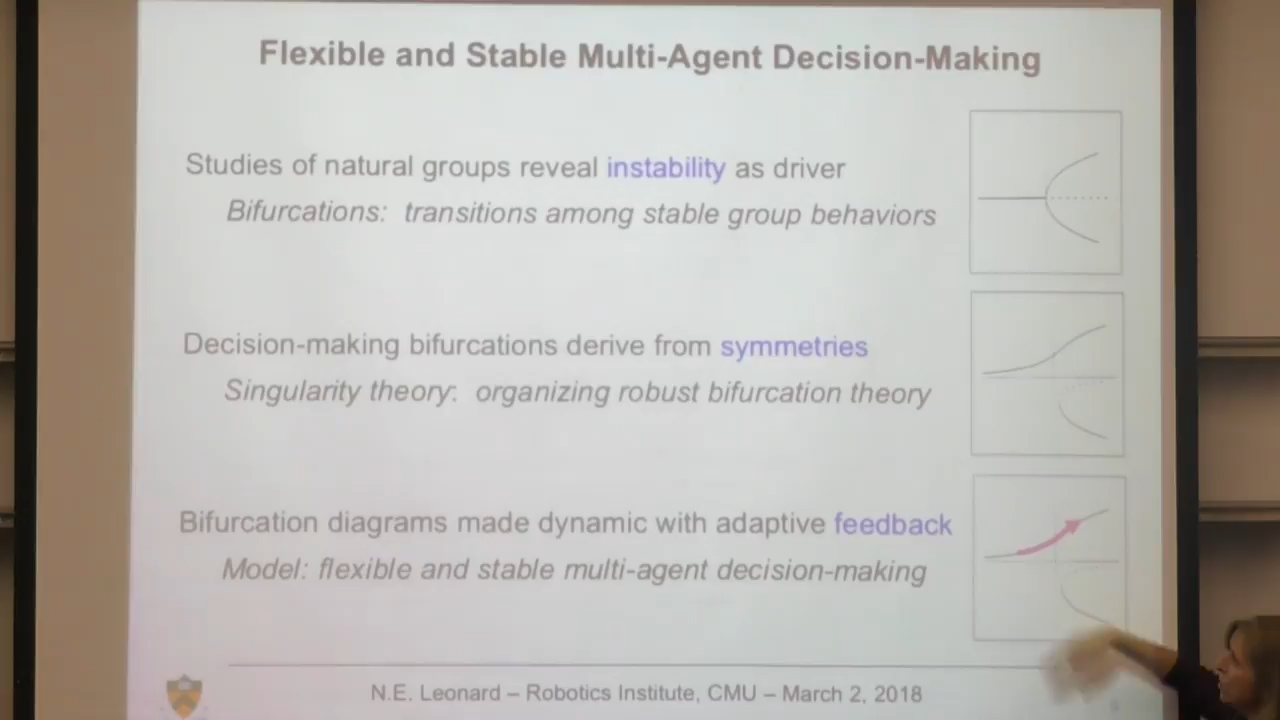 Flexible and Stable Multi-Agent Decision-Making
Studies of natural groups reveal instability as driver
Bifurcations: transitions among stable group behaviors
Decision-making bifurcations derive from symmetries
Singularity theory: organizing robust bifurcation theory
Bifurcation diagrams made dynamic with adaptive feedback
Model: flexible and stable multi-agent decision-making
N.E. Leonard – Robotics Institute, CMU – March 2, 2018